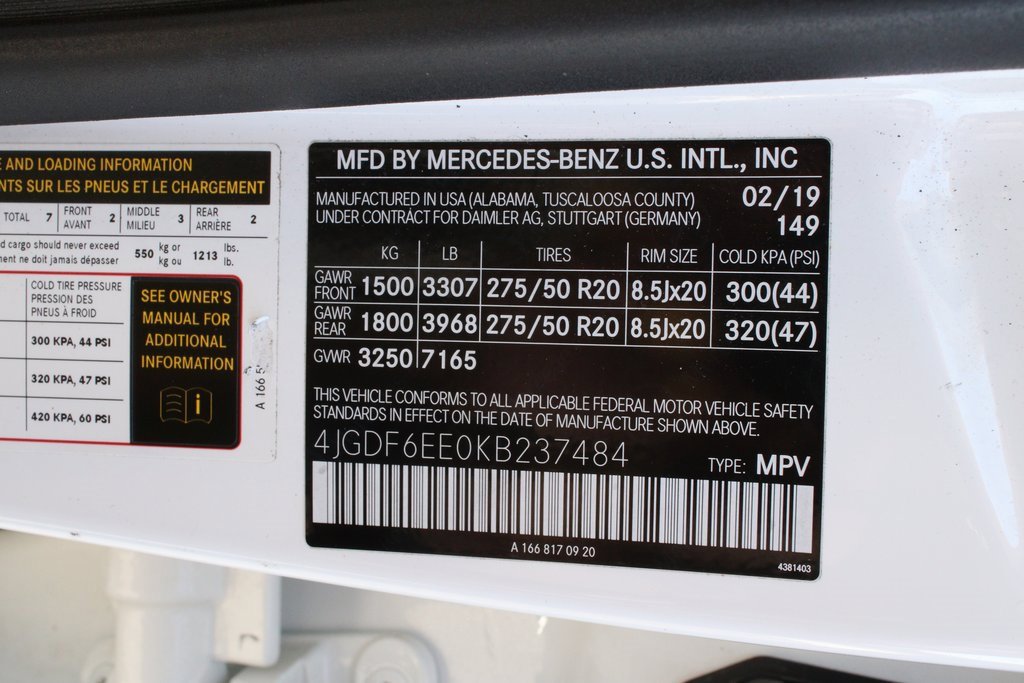 E AND LOADING INFORMATION
NTS SUR LES PNEUS ET LE CHARGEMENT
TOTAL 7 FRONT AVANT 2 MIDDLE MILIEU 3 REAR ARRIÈRE 2
d cargo should never exceed
ment ne doit jamais dépasser
550 kg or kg ou 1213 lbs. lb.
COLD TIRE PRESSURE
PRESSION DES
PNEUS À FROID
300 KPA, 44 PSI
320 KPA, 47 PSI
420 KPA, 60 PSI
SEE OWNER'S
MANUAL FOR
ADDITIONAL
INFORMATION
i
A 166 5
MFD BY MERCEDES-BENZ U.S. INTL., INC
MANUFACTURED IN USA (ALABAMA, TUSCALOOSA COUNTY) 02/19
UNDER CONTRACT FOR DAIMLER AG, STUTTGART (GERMANY) 149
KG LB TIRES RIM SIZE COLD KPA (PSI)
GAWR FRONT 1500 3307 275/50 R20 8.5Jx20 300(44)
GAWR REAR 1800 3968 275/50 R20 8.5Jx20 320(47)
GVWR 3250 7165
THIS VEHICLE CONFORMS TO ALL APPLICABLE FEDERAL MOTOR VEHICLE SAFETY
STANDARDS IN EFFECT ON THE DATE OF MANUFACTURE SHOWN ABOVE.
4JGDF6EE0KB237484 TYPE: MPV
A 166 817 09 20
4381403